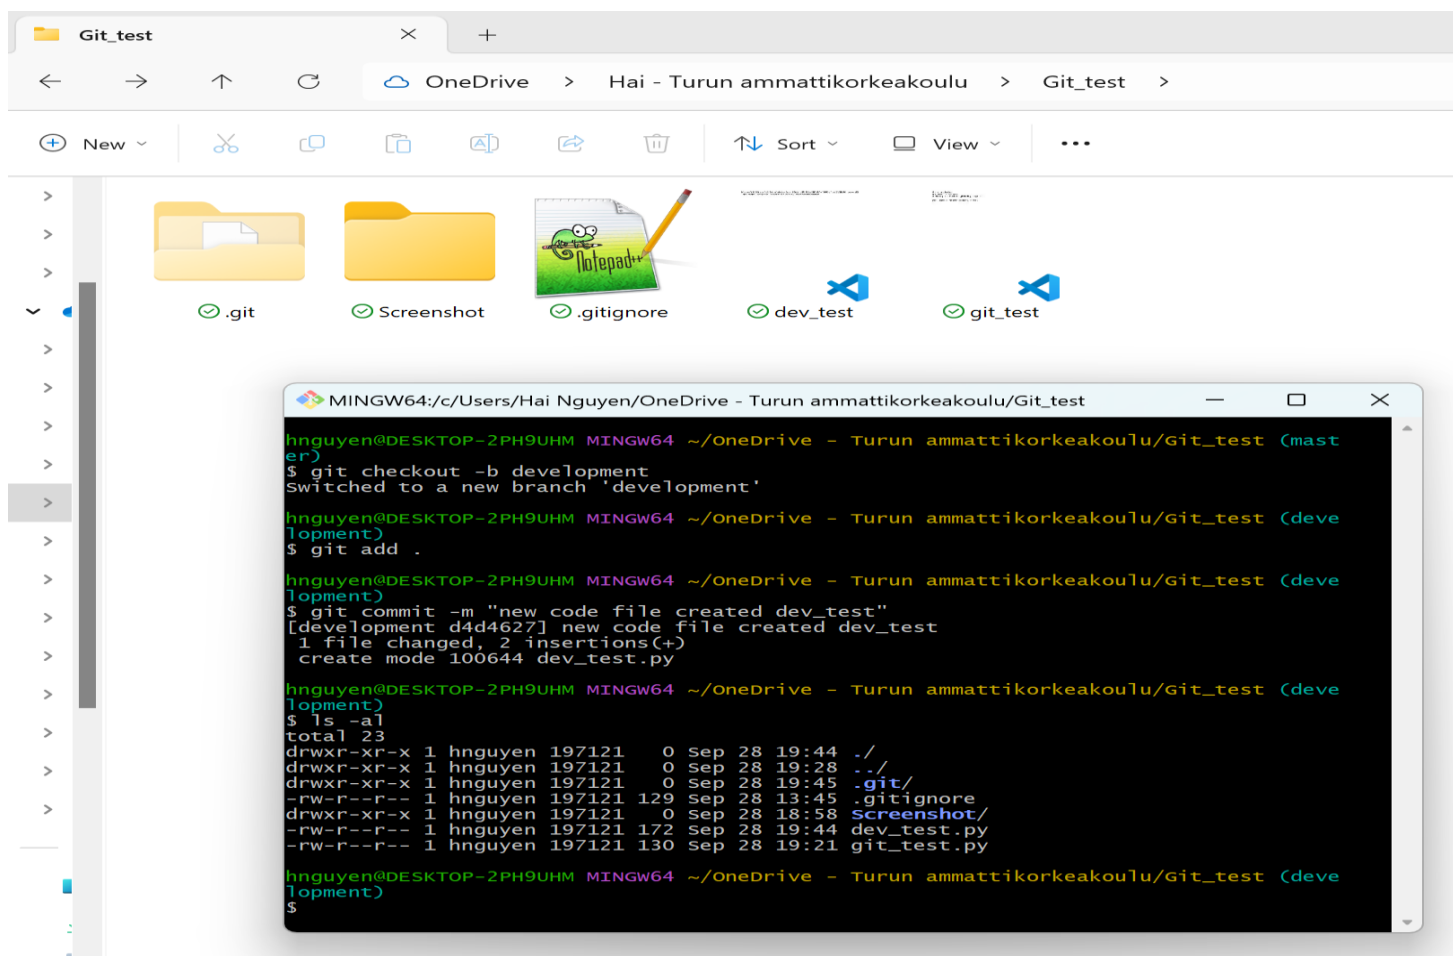 Git_test
OneDrive > Hai - Turun ammattikorkeakoulu > Git_test >
New
Sort
View
Notepad++
.git
Screenshot
.gitignore
dev_test
git_test
MINGW64:/c/Users/Hai Nguyen/OneDrive - Turun ammattikorkeakoulu/Git_test
hnguyen@DESKTOP-2PH9UHM MINGW64 ~/OneDrive - Turun ammattikorkeakoulu/Git_test (mast
er)
$ git checkout -b development
Switched to a new branch 'development'
hnguyen@DESKTOP-2PH9UHM MINGW64 ~/OneDrive - Turun ammattikorkeakoulu/Git_test (deve
lopment)
$ git add .
hnguyen@DESKTOP-2PH9UHM MINGW64 ~/OneDrive - Turun ammattikorkeakoulu/Git_test (deve
lopment)
$ git commit -m "new code file created dev_test"
[development d4d4627] new code file created dev_test
1 file changed, 2 insertions(+)
create mode 100644 dev_test.py
hnguyen@DESKTOP-2PH9UHM MINGW64 ~/OneDrive - Turun ammattikorkeakoulu/Git_test (deve
lopment)
$ ls -al
total 23
drwxr-xr-x 1 hnguyen 197121 0 Sep 28 19:44 ./
drwxr-xr-x 1 hnguyen 197121 0 Sep 28 19:28 ../
drwxr-xr-x 1 hnguyen 197121 0 Sep 28 19:45 .git/
-rw-r--r-- 1 hnguyen 197121 129 Sep 28 13:45 .gitignore
drwxr-xr-x 1 hnguyen 197121 0 Sep 28 18:58 Screenshot/
-rw-r--r-- 1 hnguyen 197121 172 Sep 28 19:44 dev_test.py
-rw-r--r-- 1 hnguyen 197121 130 Sep 28 19:21 git_test.py
hnguyen@DESKTOP-2PH9UHM MINGW64 ~/OneDrive - Turun ammattikorkeakoulu/Git_test (deve
lopment)
$